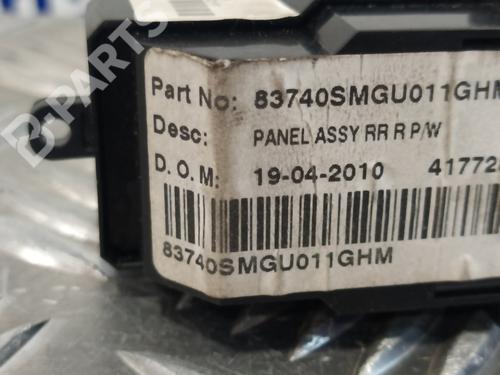 B-PARTS
Part No: 83740SMGU011GHM
Desc: PANEL ASSY RR R P/W
D. O. M: 19-04-2010 41772
83740SMGU011GHM